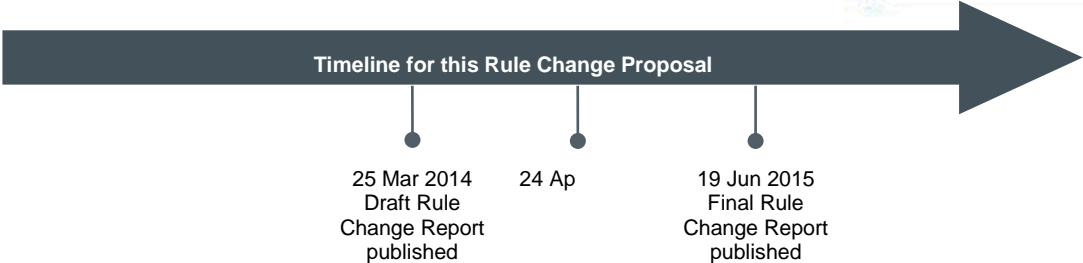 Timeline for this Rule Change Proposal
25 Mar 2014
Draft Rule
Change Report
published
24 Ap
19 Jun 2015
Final Rule
Change Report
published